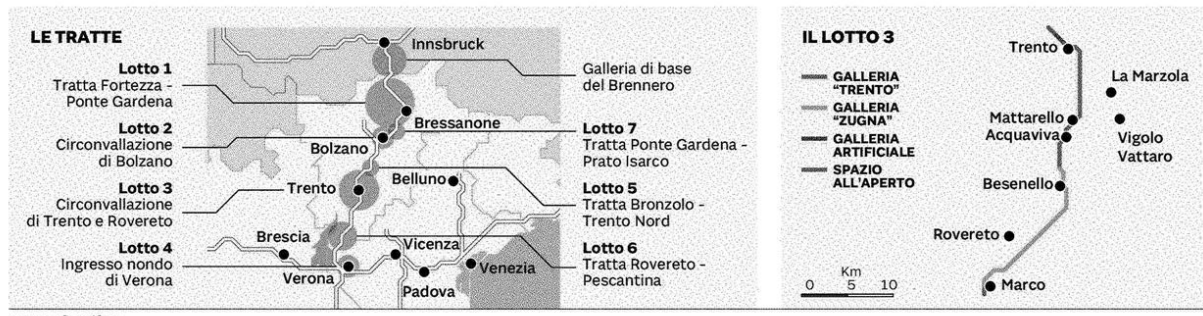 LE TRATTE
Lotto 1
Tratta Fortezza -
Ponte Gardena
Lotto 2
Circonvallazione
di Bolzano
Lotto 3
Circonvallazione
di Trento e Rovereto
Lotto 4
Ingresso nondo
di Verona
Innsbruck
Bressanone
Bolzano
Trento
Belluno
Brescia
Vicenza
Verona
Padova
Venezia
Galleria di base
del Brennero
Lotto 7
Tratta Ponte Gardena -
Prato Isarco
Lotto 5
Tratta Bronzolo -
Trento Nord
Lotto 6
Tratta Rovereto -
Pescantina
IL LOTTO 3
GALLERIA
"TRENTO"
GALLERIA
"ZUGNA"
GALLERIA
ARTIFICIALE
SPAZIO
ALL'APERTO
Trento
La Marzola
Mattarello
Acquaviva
Vigolo
Vattaro
Besenello
Rovereto
Marco
Km
0 5 10